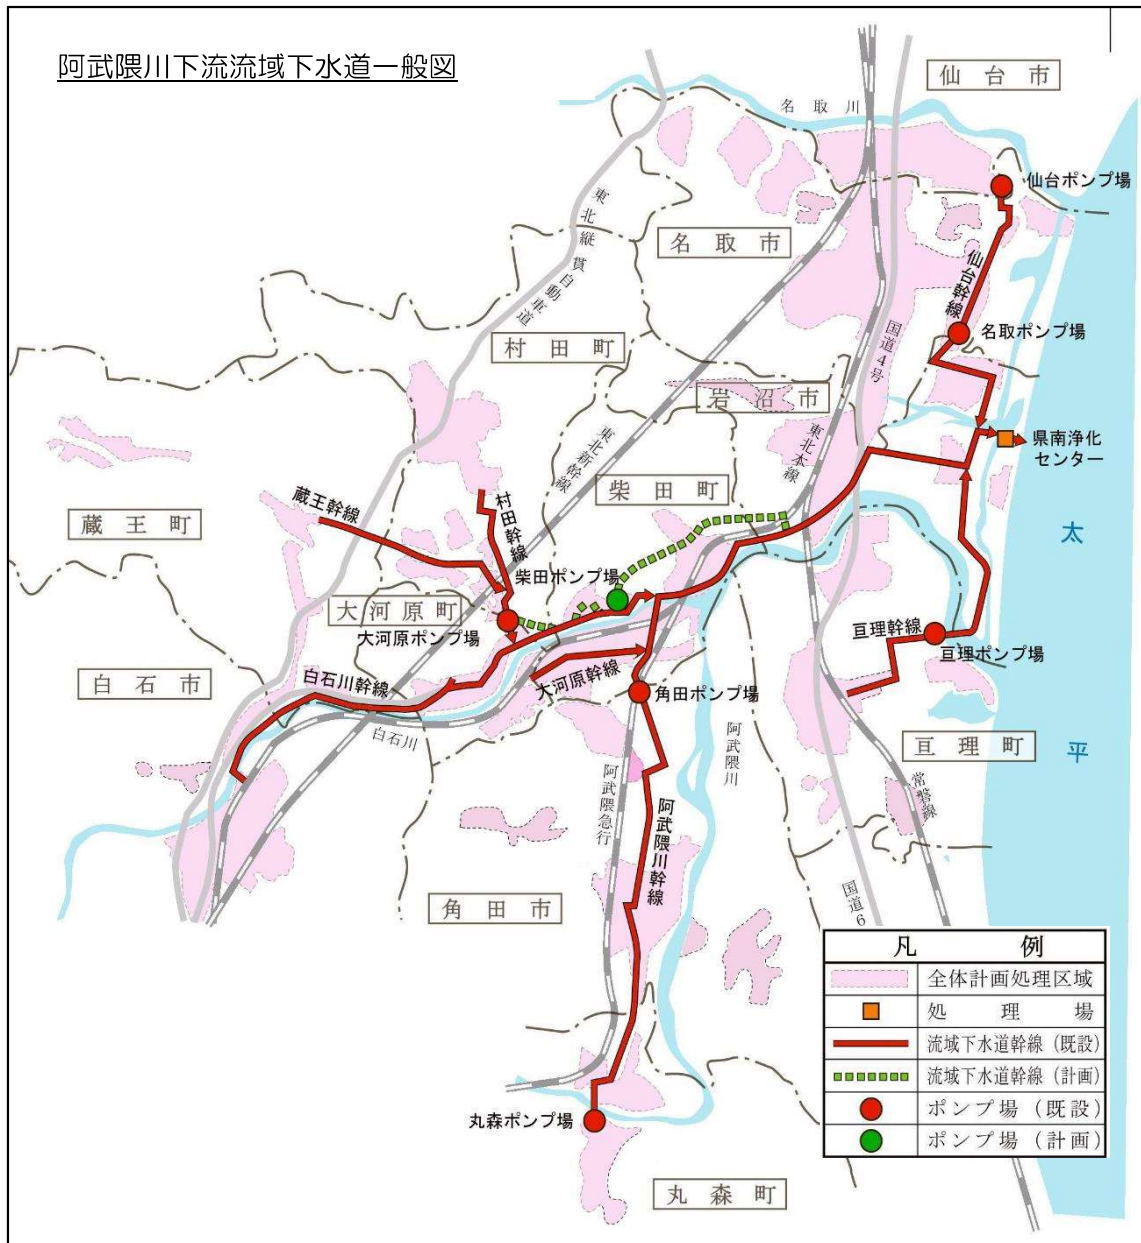 阿武隈川下流流域下水道一般図
仙台市
名取川
仙台ポンプ場
東北縦貫自動車道
名取市
仙台幹線
国道4号
名取ポンプ場
村田町
岩沼市
東北新幹線
東北本線
県南浄化
センター
柴田町
蔵王幹線
村田幹線
蔵王町
太
柴田ポンプ場
大河原町
大河原ポンプ場
亘理幹線
亘理ポンプ場
白石市
白石川幹線
大河原幹線
角田ポンプ場
白石川
阿武隈川
亘理町
平
阿武隈急行
常磐線
阿武隈川幹線
国道6
角田市
凡例
全体計画処理区域
処理場
流域下水道幹線(既設)
流域下水道幹線(計画)
ポンプ場(既設)
ポンプ場(計画)
丸森ポンプ場
丸森町